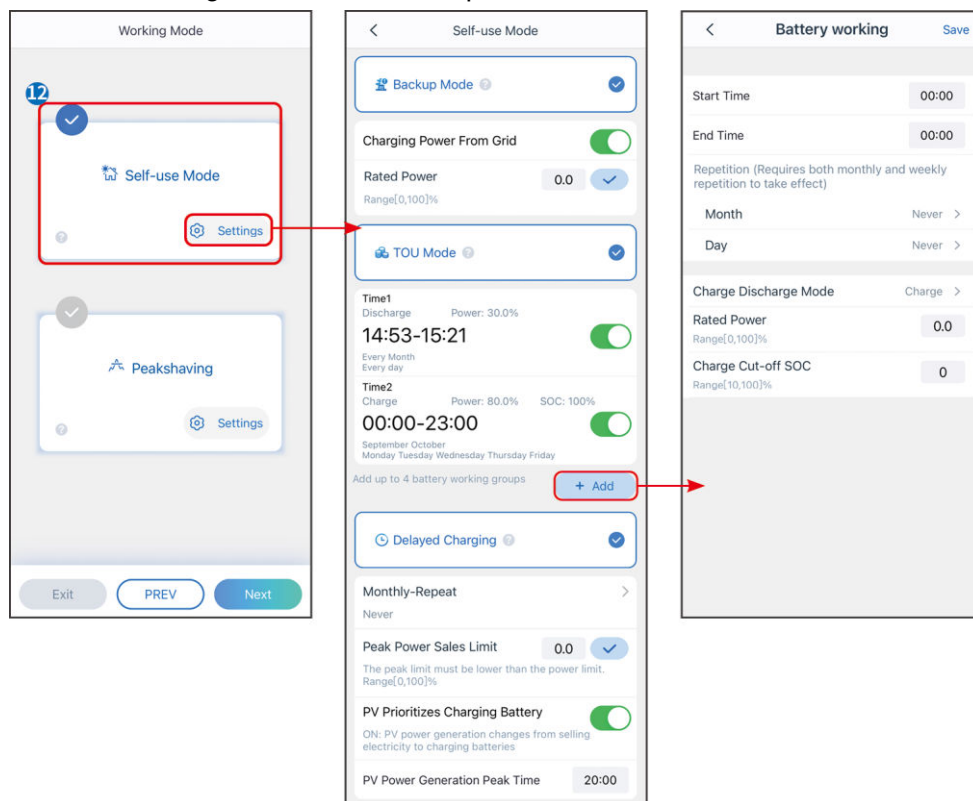 Working Mode
12
Self-use Mode
Settings
Peakshaving
Settings
Exit
PREV
Next
Self-use Mode
Backup Mode
Charging Power From Grid
Rated Power
0.0
Range[0,100]%
TOU Mode
Time1
Discharge Power: 30.0%
14:53-15:21
Every Month
Every day
Time2
Charge Power: 80.0% SOC: 100%
00:00-23:00
September October
Monday Tuesday Wednesday Thursday Friday
Add up to 4 battery working groups
+ Add
Delayed Charging
Monthly-Repeat
Never
Peak Power Sales Limit 0.0
The peak limit must be lower than the power limit.
Range[0,100]%
PV Prioritizes Charging Battery
ON: PV power generation changes from selling
electricity to charging batteries
PV Power Generation Peak Time 20:00
Battery working Save
Start Time 00:00
End Time 00:00
Repetition (Requires both monthly and weekly
repetition to take effect)
Month Never >
Day Never >
Charge Discharge Mode Charge >
Rated Power
0.0
Range[0,100]%
Charge Cut-off SOC
0
Range[10,100]%